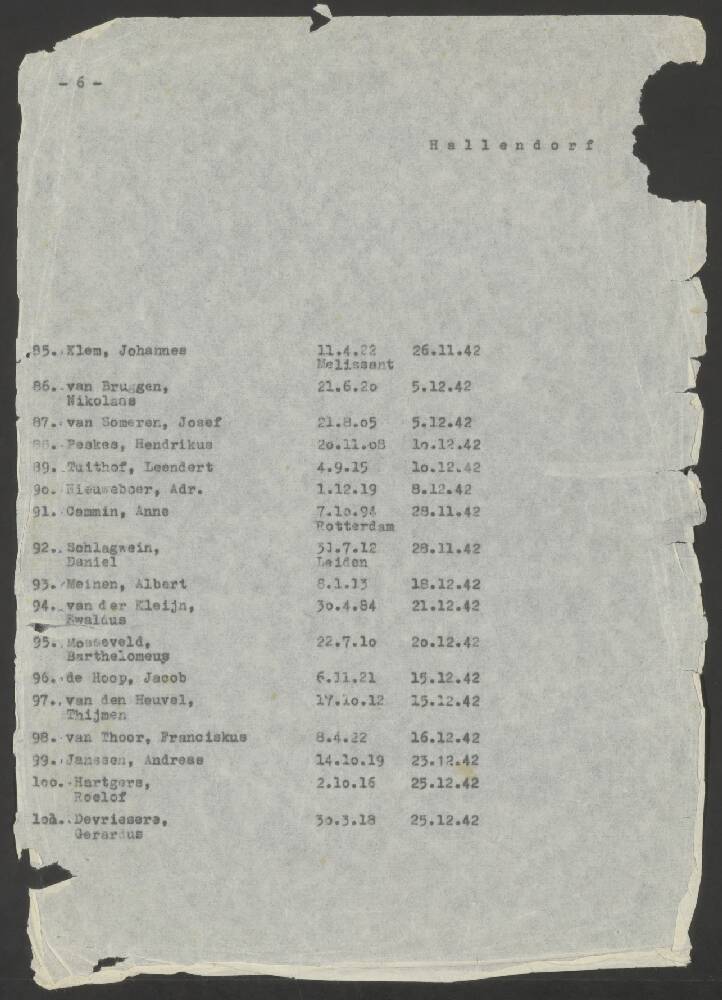 - 6 -
Hallendorf
85. Klem, Johannes 11.4.22 26.11.42
Melissant
86. van Bruggen, 21.6.2o 5.12.42
Nikolaas
87. van Someren, Josef 21.8.o5 5.12.42
88. Peskes, Hendrikus 2o.11.o8 1o.12.42
89. Tuithof, Leendert 4.9.15 1o.12.42
9o. Nieuweboer, Adr. 1.12.19 8.12.42
91. Cemmin, Anne 7.1o.94 28.11.42
Rotterdam
92. Schlagwein, 31.7.12 28.11.42
Daniel Leiden
93. Meinen, Albert 8.1.13 18.12.42
94. van der Kleijn, 3o.4.84 21.12.42
Ewaldus
95. Mosseveld, 22.7.1o 2o.12.42
Barthelomeus
96. de Hoop, Jacob 6.11.21 15.12.42
97. van den Heuvel, 17.1o.12 15.12.42
Thijmen
98. van Thoor, Franciskus 8.4.22 16.12.42
99. Janssen, Andreas 14.1o.19 23.12.42
1oo. Hartgers, 2.1o.16 25.12.42
Roelof
1o1. Devriesere, 3o.3.18 25.12.42
Gerardus